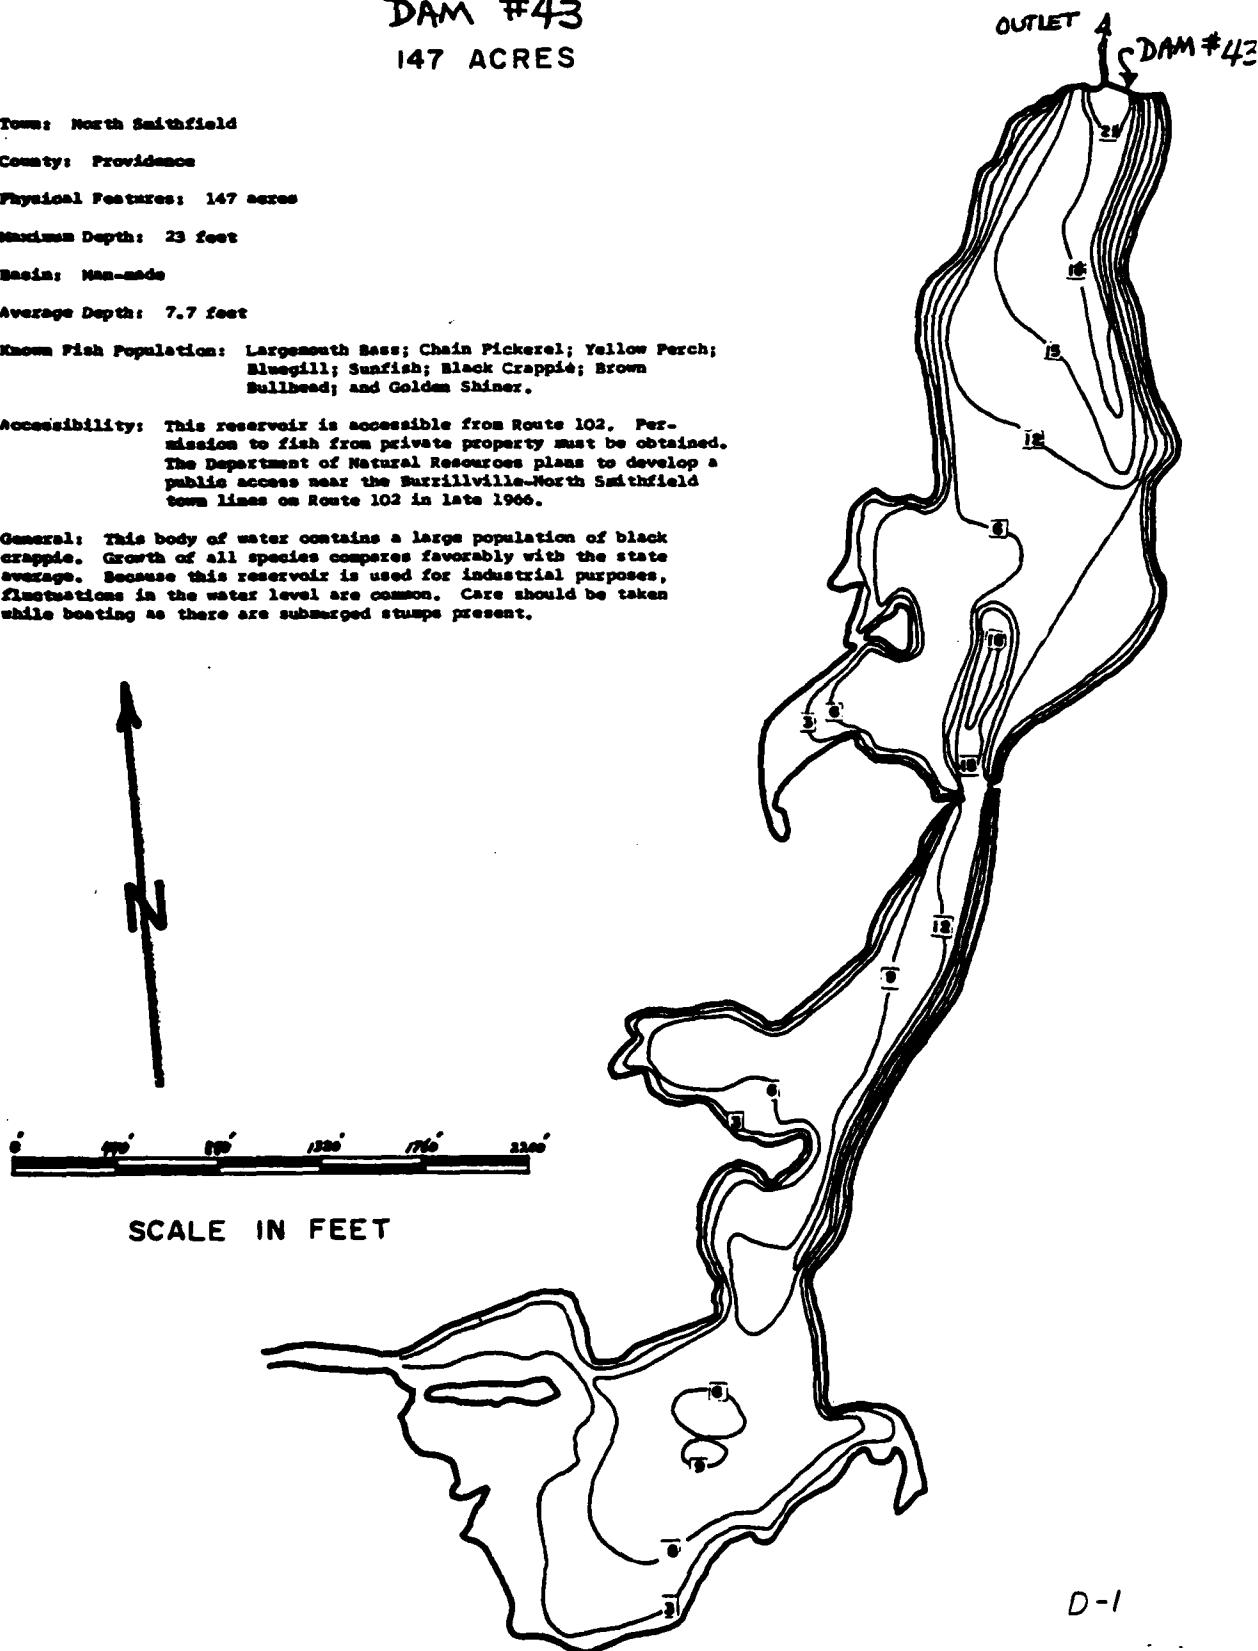 DAM #43
147 ACRES
OUTLET
DAM #43
Town: North Smithfield
County: Providence
Physical Features: 147 acres
Maximum Depth: 23 feet
Basin: Man-made
Average Depth: 7.7 feet
Known Fish Population: Largemouth Bass; Chain Pickerel; Yellow Perch;
Bluegill; Sunfish; Black Crappie; Brown
Bullhead; and Golden Shiner.
Accessibility: This reservoir is accessible from Route 102. Per-
mission to fish from private property must be obtained.
The Department of Natural Resources plans to develop a
public access near the Burrillville-North Smithfield
town lines on Route 102 in late 1966.
General: This body of water contains a large population of black
crappie. Growth of all species compares favorably with the state
average. Because this reservoir is used for industrial purposes,
fluctuations in the water level are common. Care should be taken
while boating as there are submerged stumps present.
15
12
6
3
6
12
9
6
3
6
9
6
3
N
0' 440' 880' 1320' 1760' 2200'
SCALE IN FEET
D-1